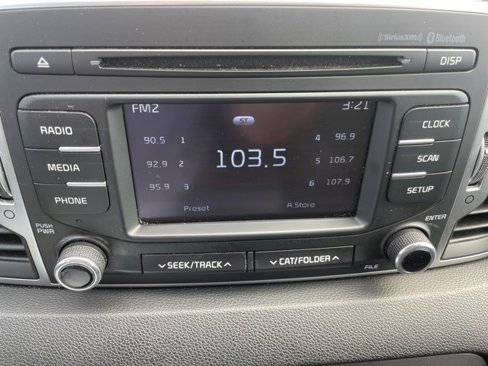 SiriusXM Bluetooth
DISP
FM2 3:21
ST
RADIO
MEDIA
PHONE
90.5 1
92.9 2
95.9 3
103.5
4 96.9
5 106.7
6 107.9
Preset A.Store
CLOCK
SCAN
SETUP
PUSH
PWR
ENTER
FILE
SEEK/TRACK
CAT/FOLDER